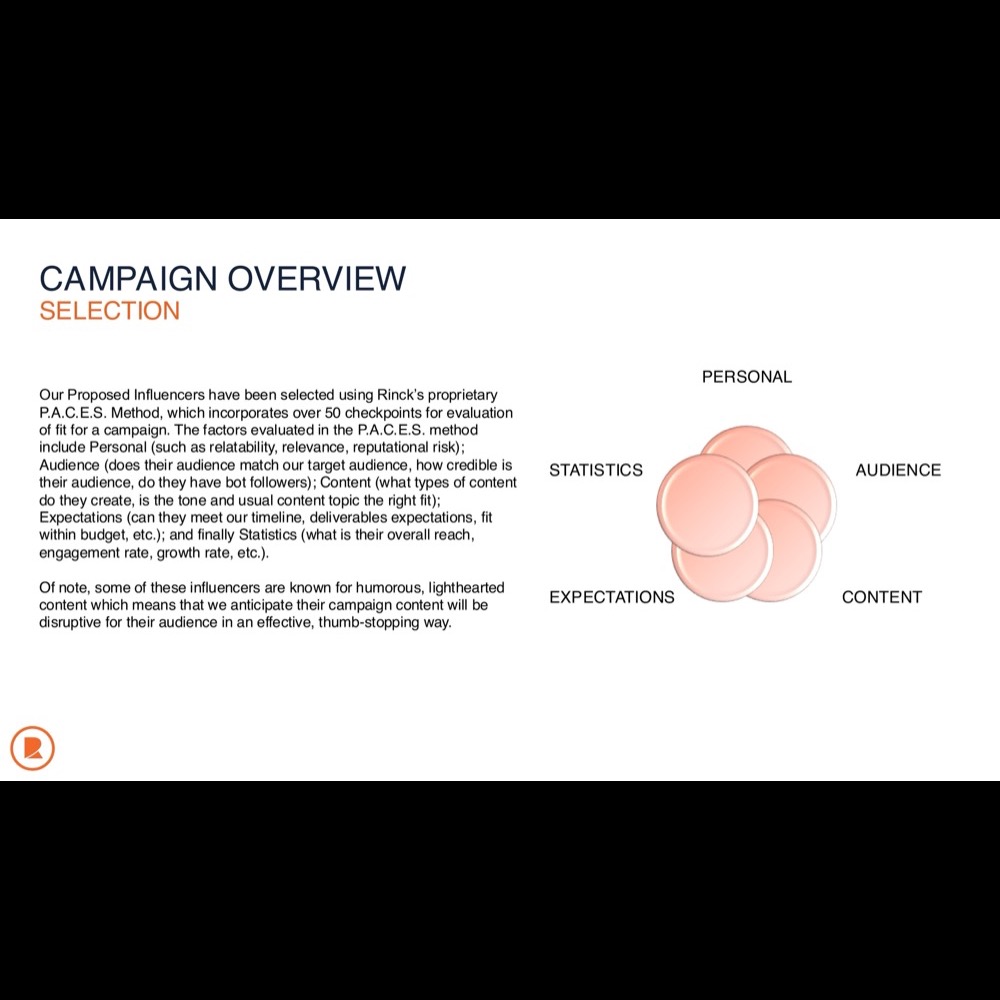 CAMPAIGN OVERVIEW
SELECTION
Our Proposed Influencers have been selected using Rinck's proprietary
P.A.C.E.S. Method, which incorporates over 50 checkpoints for evaluation
of fit for a campaign. The factors evaluated in the P.A.C.E.S. method
include Personal (such as relatability, relevance, reputational risk);
Audience (does their audience match our target audience, how credible is
their audience, do they have bot followers); Content (what types of content
do they create, is the tone and usual content topic the right fit);
Expectations (can they meet our timeline, deliverables expectations, fit
within budget, etc.); and finally Statistics (what is their overall reach,
engagement rate, growth rate, etc.).
Of note, some of these influencers are known for humorous, lighthearted
content which means that we anticipate their campaign content will be
disruptive for their audience in an effective, thumb-stopping way.
PERSONAL
STATISTICS
AUDIENCE
EXPECTATIONS
CONTENT
R